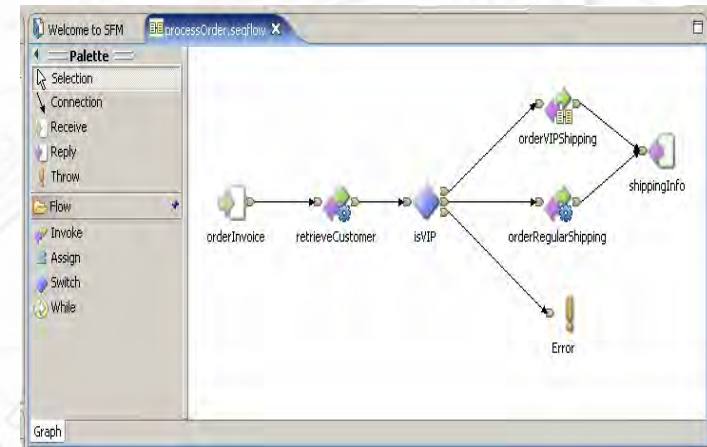 Welcome to SFM
processOrder.seqflow
Palette
Selection
Connection
Receive
Reply
Throw
Flow
Invoke
Assign
Switch
While
orderInvoice
retrieveCustomer
isVIP
orderVIPShipping
orderRegularShipping
shippingInfo
Error
Graph